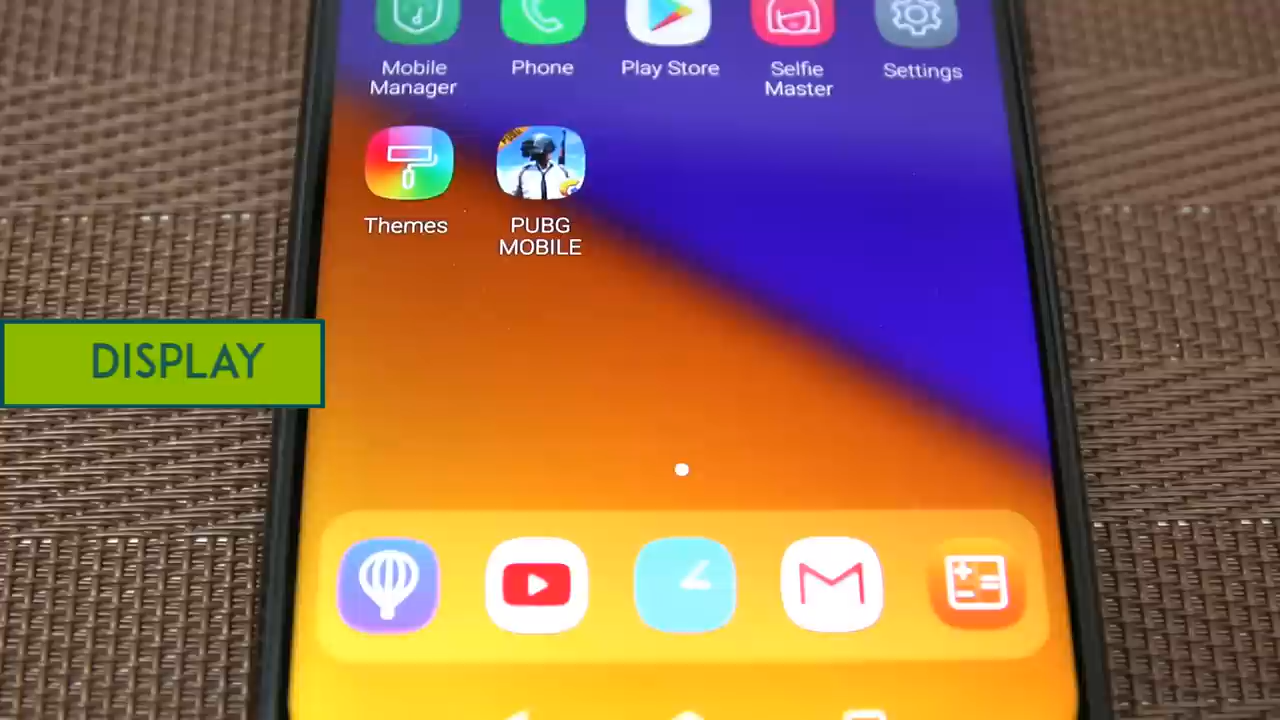 Mobile
Manager
Phone
Play Store
Selfie
Master
Settings
Themes
PUBG
MOBILE
DISPLAY